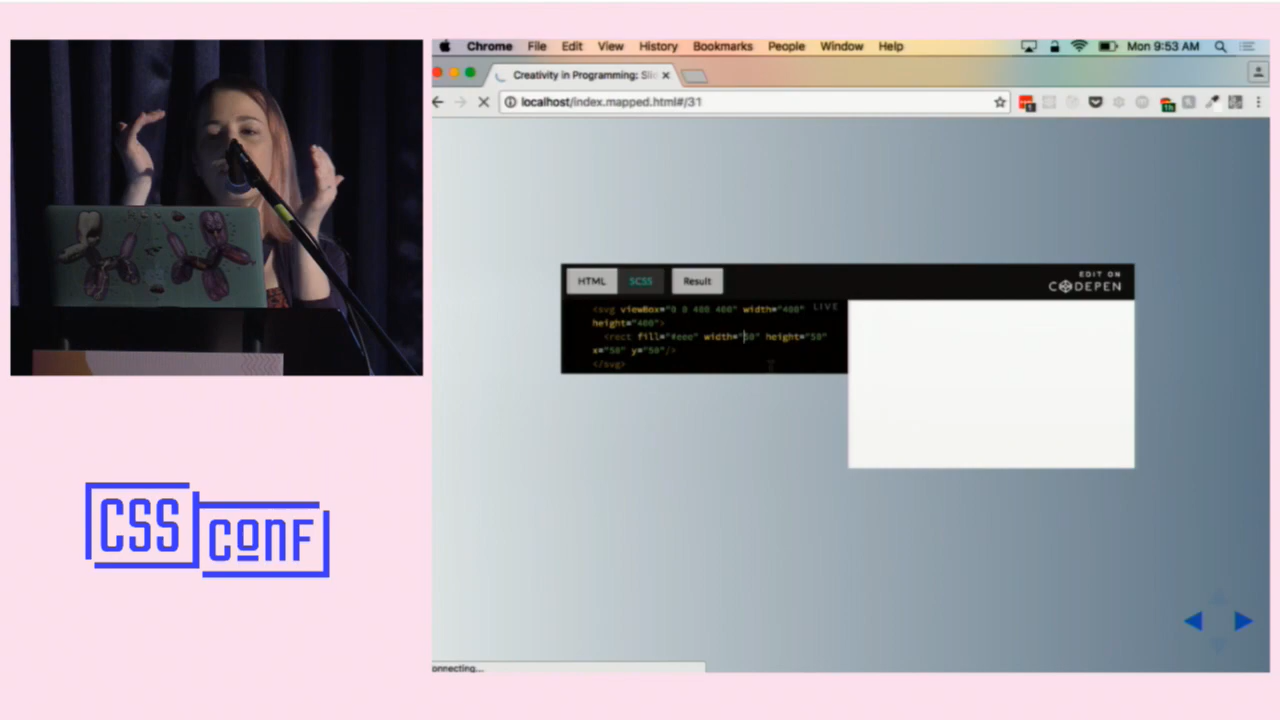 Chrome File Edit View History Bookmarks People Window Help Mon 9:53 AM
Creativity in Programming: Sli
localhost/index.mapped.html#/31
HTML SCSS Result
EDIT ON
CODEPEN
LIVE
<svg viewBox="0 0 400 400" width="400"
height="400">
<rect fill="#eee" width="50" height="50"
x="50" y="50"/>
</svg>
CSS
CONF
onnecting...